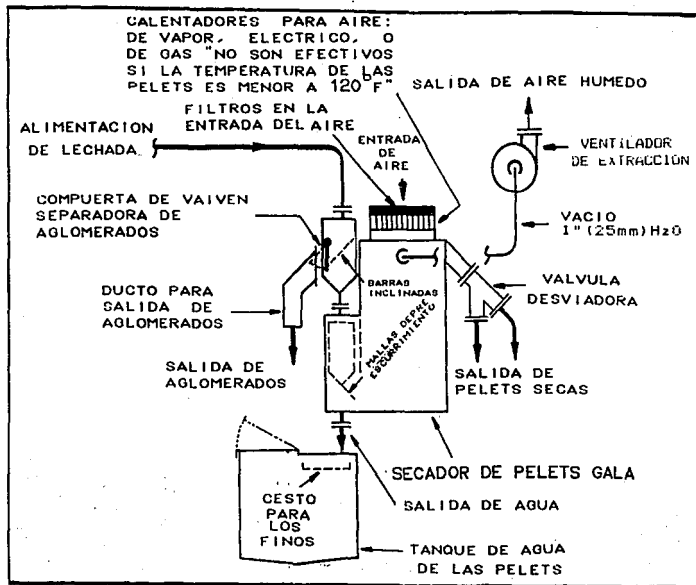 CALENTADORES PARA AIRE:
DE VAPOR, ELECTRICO, O
DE GAS "NO SON EFECTIVOS
SI LA TEMPERATURA DE LAS
PELETS ES MENOR A 120°F"
SALIDA DE AIRE HUMEDO
FILTROS EN LA
ENTRADA DEL AIRE
ALIMENTACION
DE LECHADA
ENTRADA
DE
AIRE
VENTILADOR
DE EXTRACCIÓN
COMPUERTA DE VAIVEN
SEPARADORA DE
AGLOMERADOS
VACIO
1" (25mm) H2O
BARRAS
INCLINADAS
VALVULA
DESVIADORA
DUCTO PARA
SALIDA DE
AGLOMERADOS
MALLAS DEPRE
ESCURRIMIENTO
SALIDA DE
AGLOMERADOS
SALIDA DE
PELETS SECAS
SECADOR DE PELETS GALA
CESTO
PARA
LOS
FINOS
SALIDA DE AGUA
TANQUE DE AGUA
DE LAS PELETS